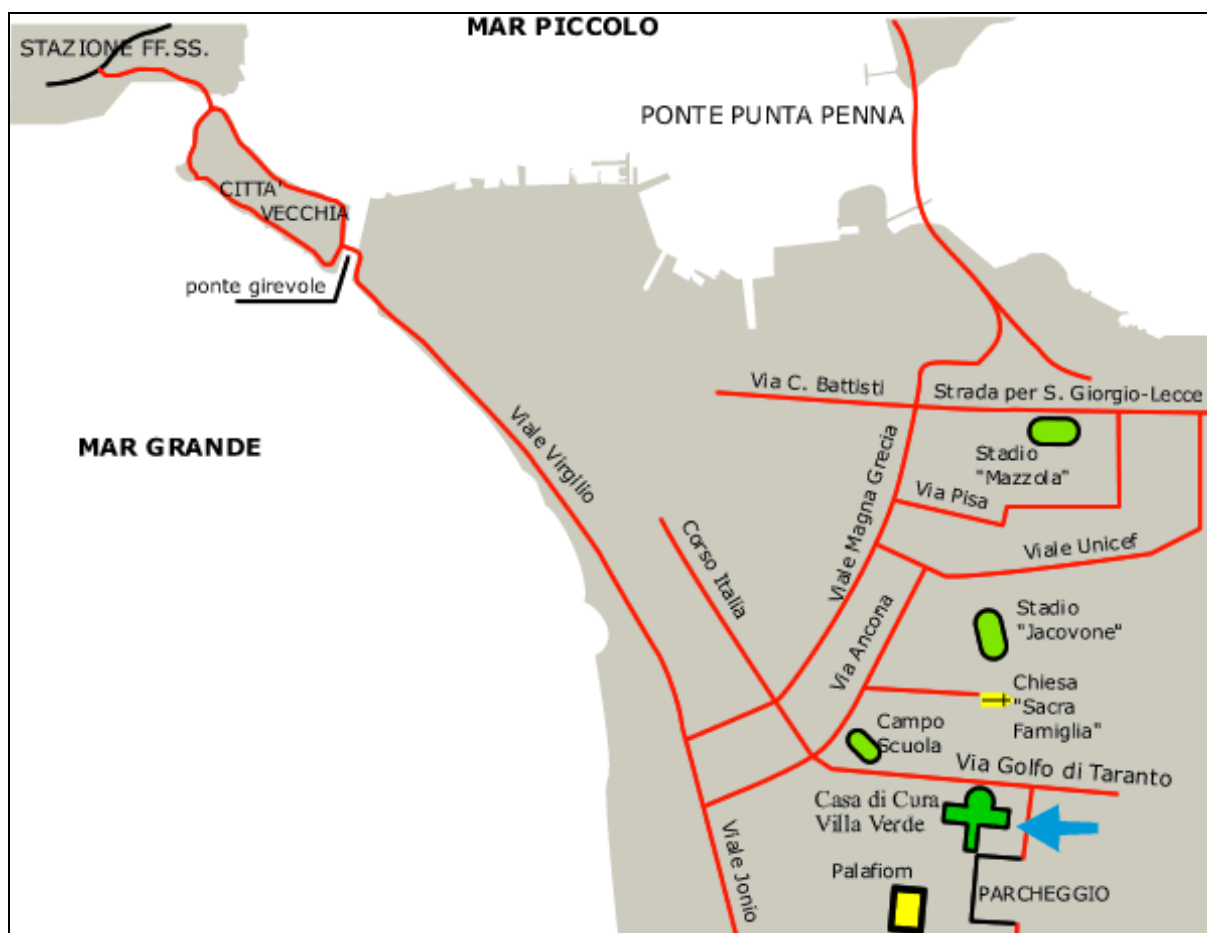 MAR PICCOLO
STAZIONE FF.SS.
PONTE PUNTA PENNA
CITTA'
VECCHIA
ponte girevole
Via C. Battisti
Strada per S. Giorgio-Lecce
MAR GRANDE
Viale Virgilio
Viale Magna Grecia
Stadio
"Mazzola"
Via Pisa
Corso Italia
Viale Unicef
Via Ancona
Stadio
"Jacovone"
Chiesa
"Sacra
Famiglia"
Campo
Scuola
Via Golfo di Taranto
Casa di Cura
Villa Verde
Viale Jonio
Palafiom
PARCHEGGIO